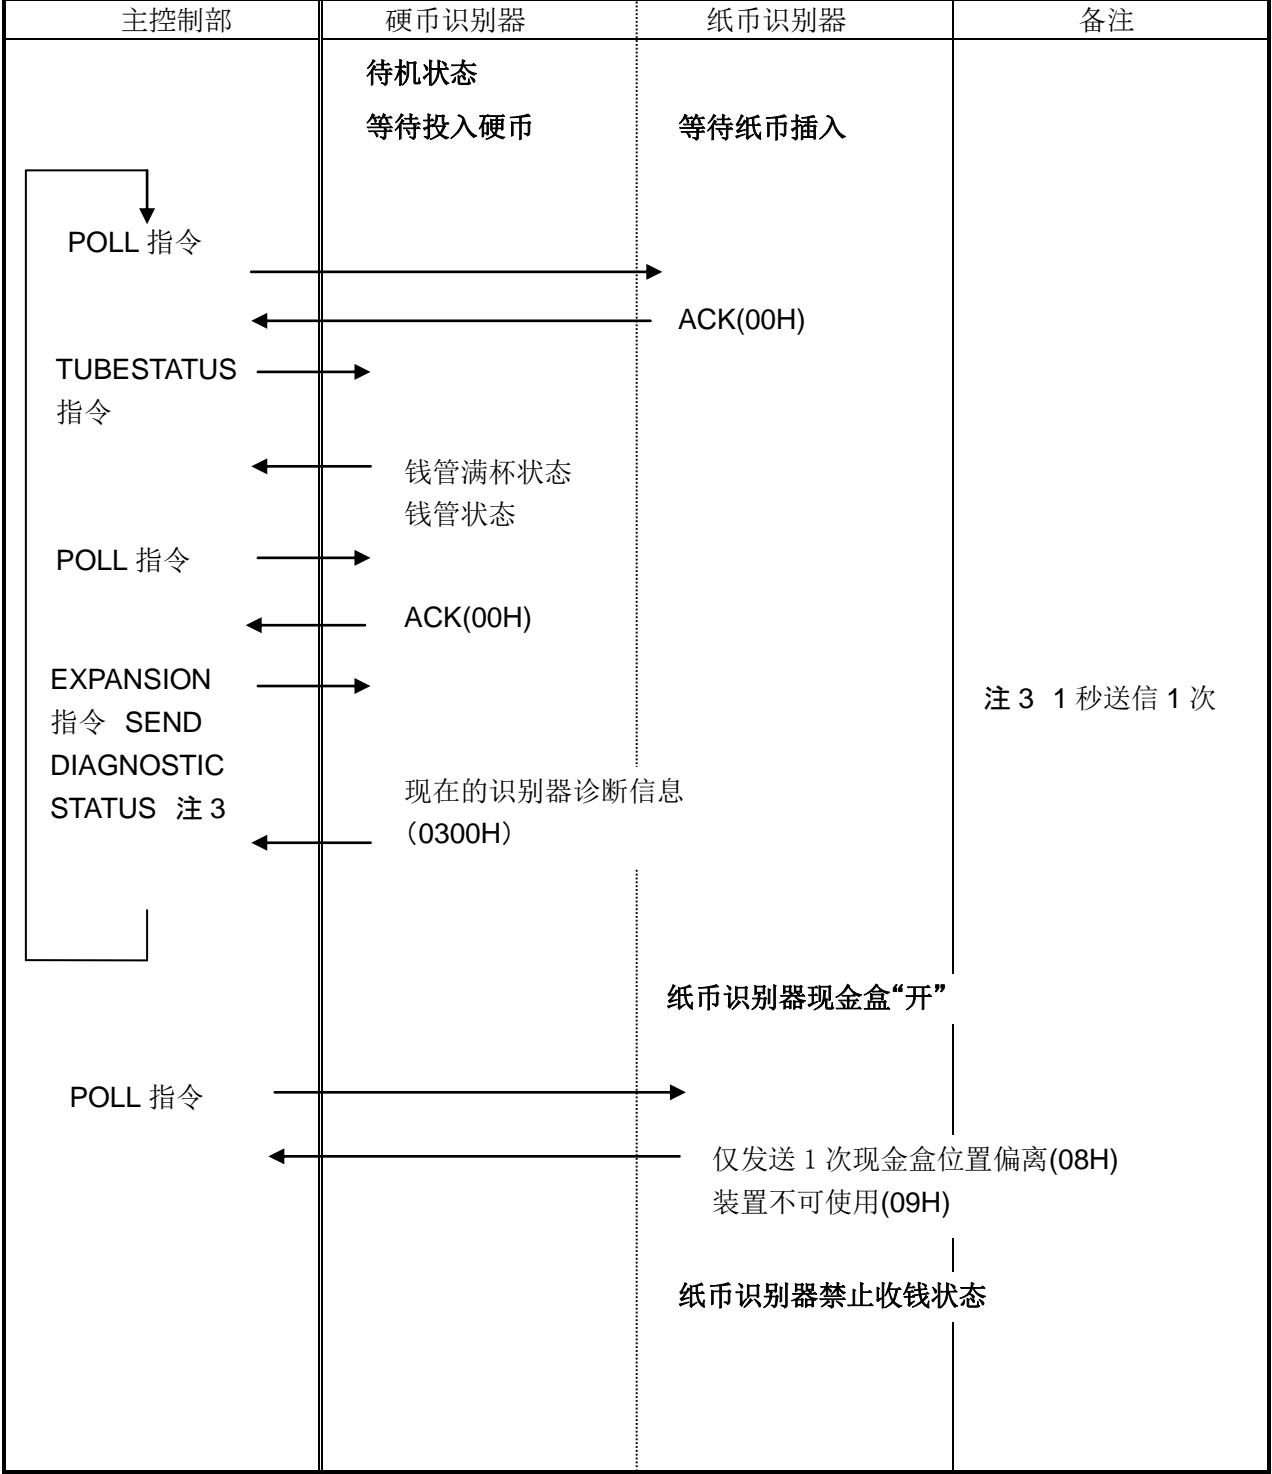 主控制部
硬币识别器
纸币识别器
备注
待机状态
等待投入硬币
等待纸币插入
POLL 指令
ACK(00H)
TUBESTATUS
指令
钱管满杯状态
钱管状态
POLL 指令
ACK(00H)
EXPANSION
指令 SEND
DIAGNOSTIC
STATUS 注 3
注 3 1 秒送信 1 次
现在的识别器诊断信息
（0300H）
纸币识别器现金盒“开”
POLL 指令
仅发送 1 次现金盒位置偏离(08H)
装置不可使用(09H)
纸币识别器禁止收钱状态